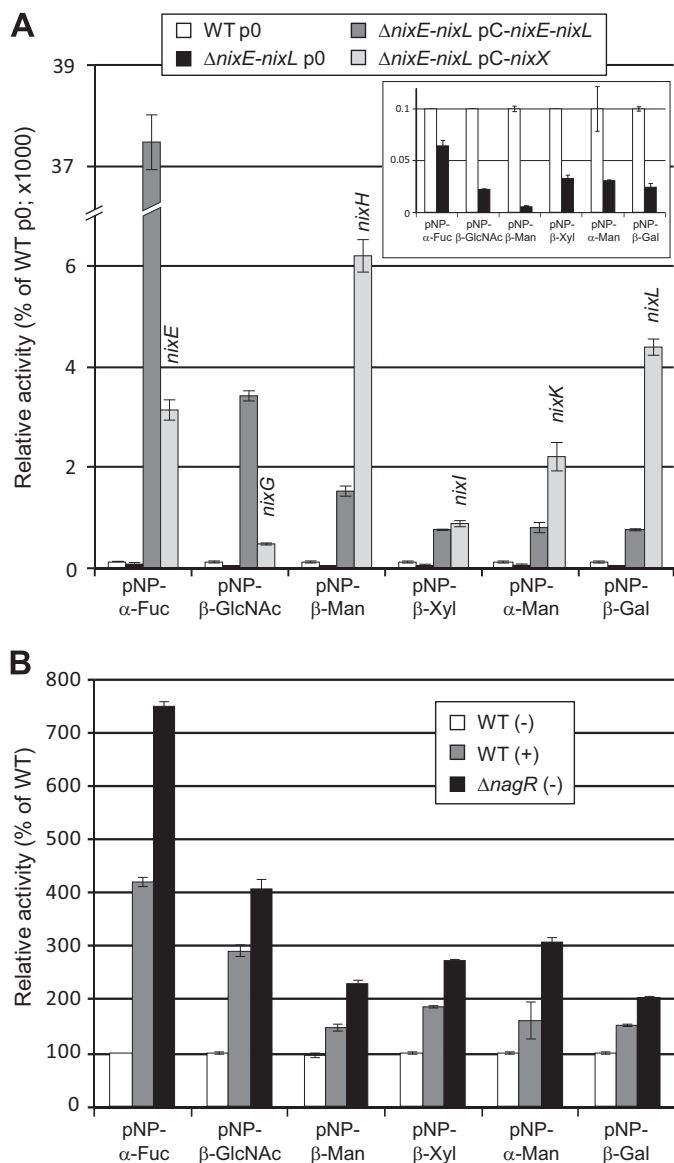 A
WT p0
ΔnixE-nixL pC-nixE-nixL
ΔnixE-nixL p0
ΔnixE-nixL pC-nixX
Relative activity (% of WT p0; x1000)
39
37
6
4
2
0
nixE
nixG
nixH
nixI
nixK
nixL
0.1
0.05
0
pNP-
α-Fuc
pNP-
β-GlcNAc
pNP-
β-Man
pNP-
β-Xyl
pNP-
α-Man
pNP-
β-Gal
pNP-
α-Fuc
pNP-
β-GlcNAc
pNP-
β-Man
pNP-
β-Xyl
pNP-
α-Man
pNP-
β-Gal
B
Relative activity (% of WT)
800
700
600
500
400
300
200
100
0
WT (-)
WT (+)
ΔnagR (-)
pNP-
α-Fuc
pNP-
β-GlcNAc
pNP-
β-Man
pNP-
β-Xyl
pNP-
α-Man
pNP-
β-Gal